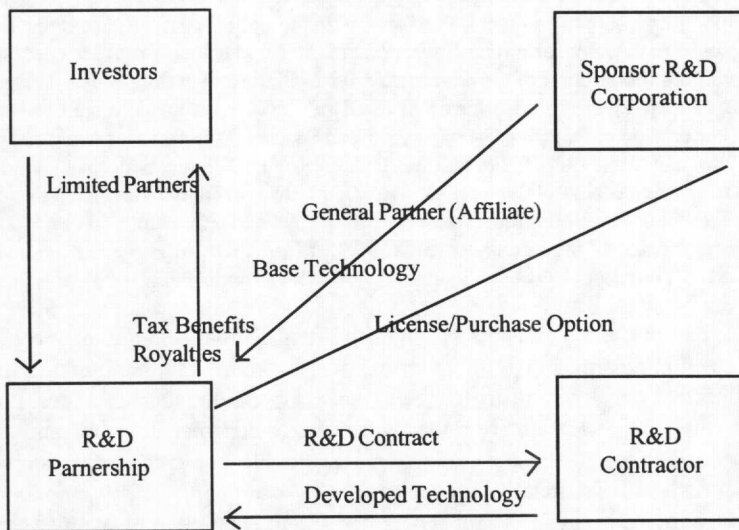 Investors
Sponsor R&D
Corporation
Limited Partners
General Partner (Affiliate)
Base Technology
Tax Benefits
Royalties
License/Purchase Option
R&D
Parnership
R&D Contract
R&D
Contractor
Developed Technology